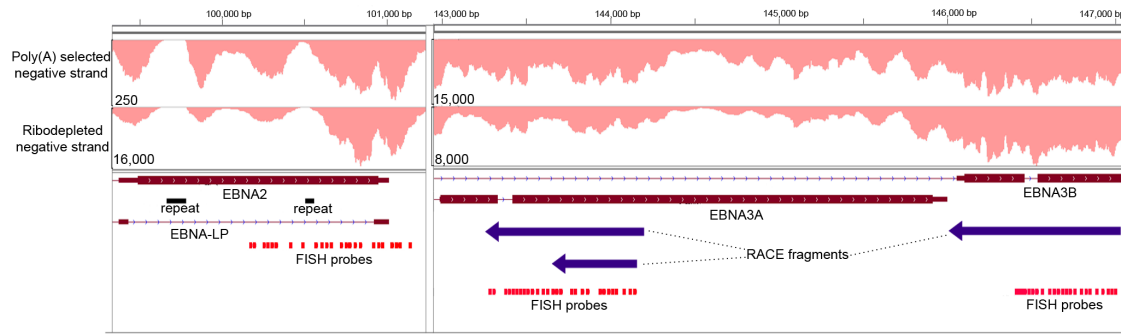 100,000 bp 101,000 bp 143,000 bp 144,000 bp 145,000 bp 146,000 bp 147,000 bp
Poly(A) selected
negative strand
250 15,000
Ribodepleted
negative strand
16,000 8,000
EBNA2 EBNA3B
repeat repeat EBNA3A
EBNA-LP
FISH probes RACE fragments
FISH probes FISH probes